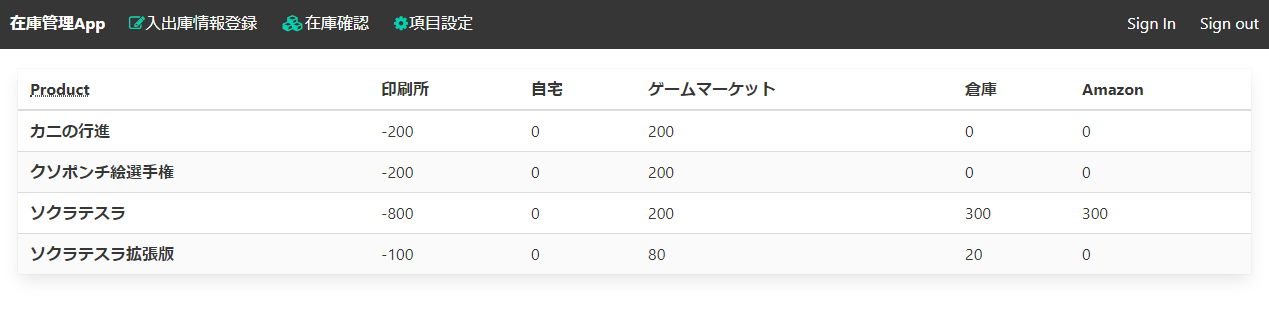 在庫管理App 入出庫情報登録 在庫確認 項目設定 Sign In Sign out
Product 印刷所 自宅 ゲームマーケット 倉庫 Amazon
カニの行進 -200 0 200 0 0
クソポンチ絵選手権 -200 0 200 0 0
ソクラテスラ -800 0 200 300 300
ソクラテスラ拡張版 -100 0 80 20 0